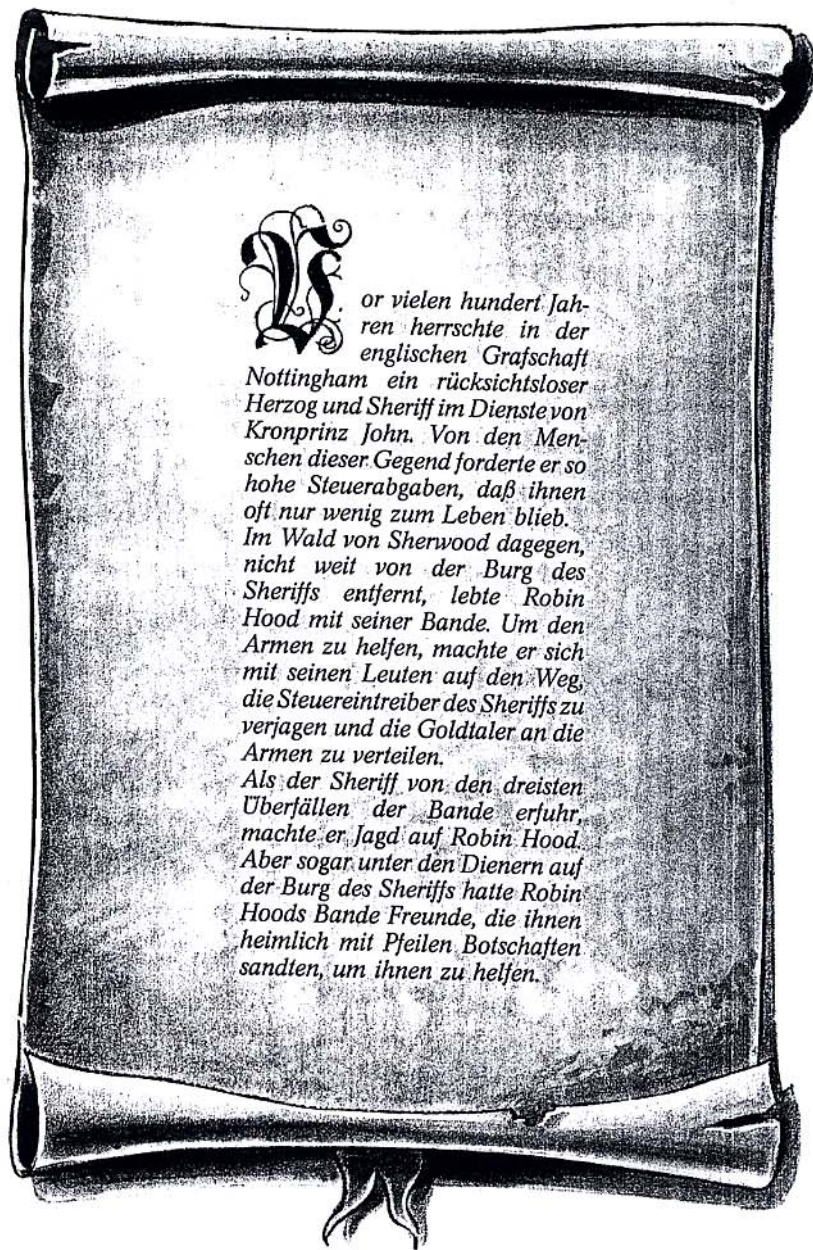 Vor vielen hundert Jah-
ren herrschte in der
englischen Grafschaft
Nottingham ein rücksichtsloser
Herzog und Sheriff im Dienste von
Kronprinz John. Von den Men-
schen dieser Gegend forderte er so
hohe Steuerabgaben, daß ihnen
oft nur wenig zum Leben blieb.
Im Wald von Sherwood dagegen,
nicht weit von der Burg des
Sheriffs entfernt, lebte Robin
Hood mit seiner Bande. Um den
Armen zu helfen, machte er sich
mit seinen Leuten auf den Weg,
die Steuereintreiber des Sheriffs zu
verjagen und die Goldtaler an die
Armen zu verteilen.
Als der Sheriff von den dreisten
Überfällen der Bande erfuhr,
machte er Jagd auf Robin Hood.
Aber sogar unter den Dienern auf
der Burg des Sheriffs hatte Robin
Hoods Bande Freunde, die ihnen
heimlich mit Pfeilen Botschaften
sandten, um ihnen zu helfen.